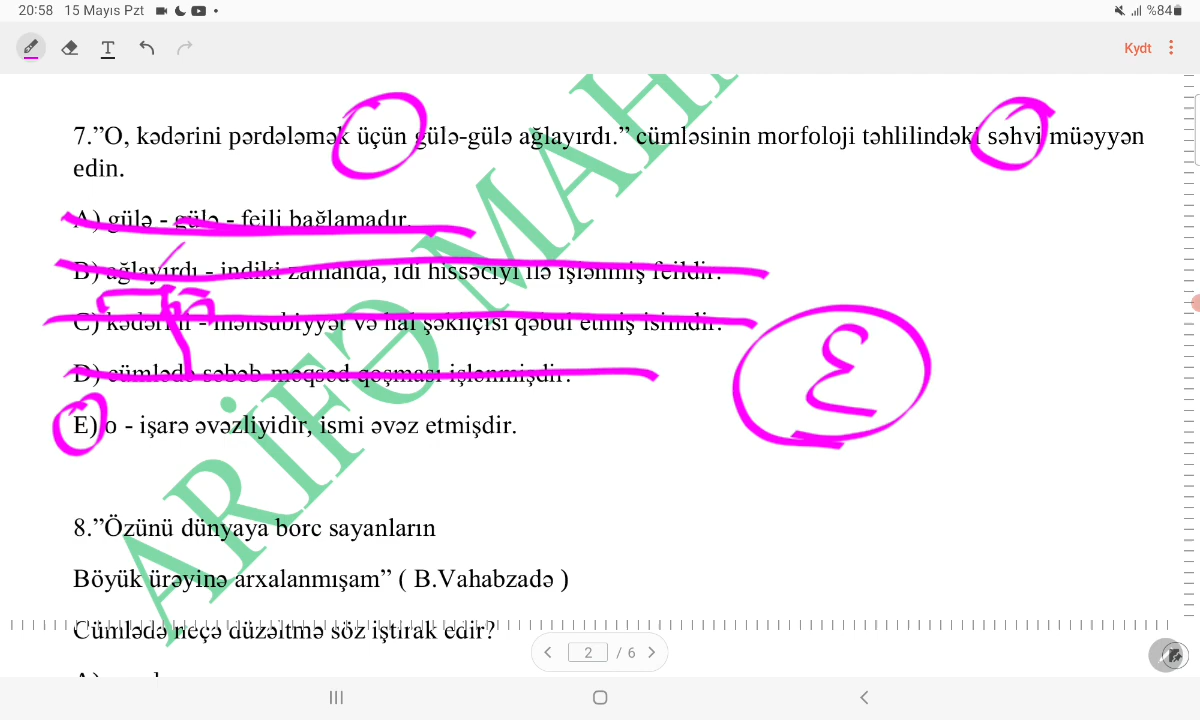 20:58 15 Mayıs Pzt • %84
T Kydt
7.”O, kədərini pərdələmək üçün gülə-gülə ağlayırdı.” cümləsinin morfoloji təhlilindəki səhvi müəyyən
edin.
A) gülə - gülə - feili bağlamadır.
B) ağlayırdı - indiki zamanda, idi hissəciyi ilə işlənmiş feildir.
C) kədərini - mənsubiyyət və hal şəkilçisi qəbul etmiş isimdir.
D) cümlədə səbəb-məqsəd qoşması işlənmişdir.
E) o - işarə əvəzliyidir, ismi əvəz etmişdir.
E
8.”Özünü dünyaya borc sayanların
Böyük ürəyinə arxalanmışam” ( B.Vahabzadə )
Cümlədə neçə düzəltmə söz iştirak edir?
2 / 6
ARİFƏ MAH